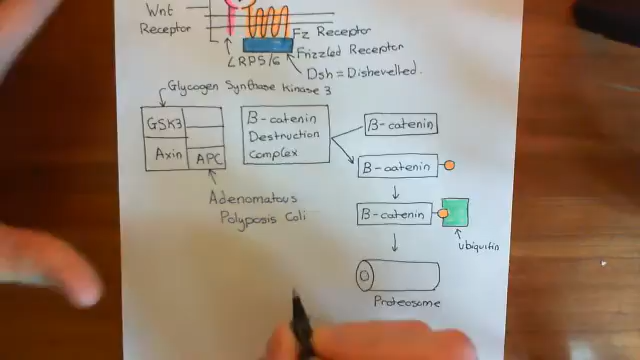 Wnt
Receptor
Fz Receptor
Frizzled Receptor
LRP5/6
Dsh = Dishevelled.
Glycogen Synthase Kinase 3
GSK3
Axin
APC
Adenomatous
Polyposis Coli
β-catenin
Destruction
Complex
β-catenin
β-catenin
β-catenin
ubiquitin
Proteosome